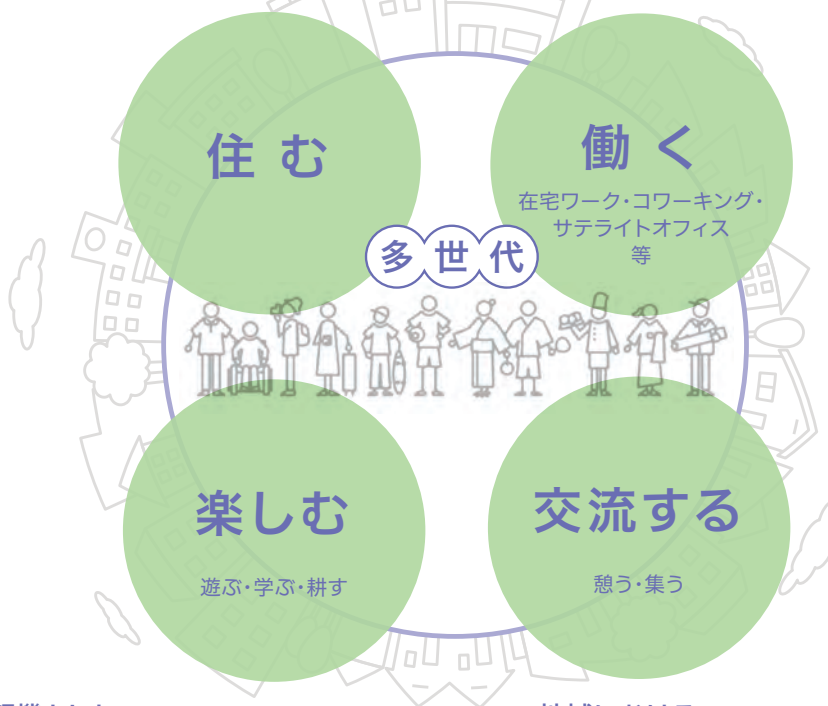 住む
働く
在宅ワーク・コワーキング・
サテライトオフィス
等
多世代
楽しむ
遊ぶ・学ぶ・耕す
交流する
憩う・集う